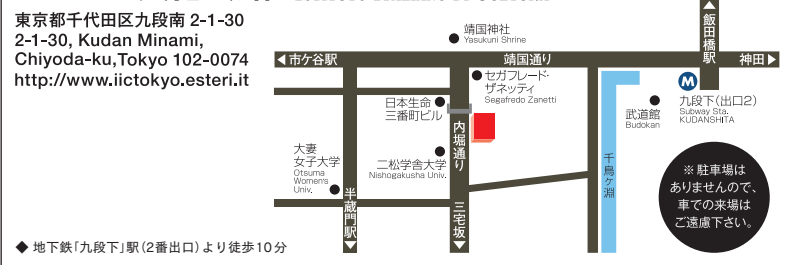 東京都千代田区九段南 2-1-30
2-1-30, Kudan Minami,
Chiyoda-ku,Tokyo 102-0074
http://www.iictokyo.esteri.it
靖国神社
Yasukuni Shrine
▲飯田橋駅
◀市ケ谷駅
靖国通り
神田▶
セガフレード・
ザネッティ
Segafredo Zanetti
M
九段下(出口2)
Subway Sta.
KUDANSHITA
武道館
Budokan
日本生命
三番町ビル
内堀通り
千鳥ヶ淵
大妻
女子大学
Otsuma
Women's
Univ.
二松学舎大学
Nishogakusha Univ.
半蔵門駅▼
三宅坂▼
※駐車場は
ありませんので、
車での来場は
ご遠慮下さい。
◆ 地下鉄「九段下」駅(2番出口)より徒歩10分